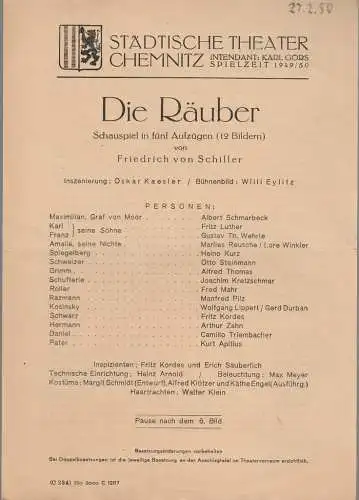 27.2.50
STÄDTISCHE THEATER
CHEMNITZ INTENDANT: KARL GÖRS
SPIELZEIT 1949/50
Die Räuber
Schauspiel in fünf Aufzügen (12 Bildern)
von
Friedrich von Schiller
Inszenierung: Oskar Kaesler / Bühnenbild: Willi Eylitz
PERSONEN:
Maximilian, Graf von Moor . . . Albert Schmarbeck
Karl } seine Söhne . . . Fritz Luther
Franz . . . Gustav Th. Wehrle
Amalia, seine Nichte . . . Marlies Reusche / Lore Winkler
Spiegelberg . . . Heino Kurz
Schweizer . . . Otto Steinmann
Grimm . . . Alfred Thomas
Schufterle . . . Joachim Kretzschmar
Roller . . . Fred Mahr
Razmann . . . Manfred Pilz
Kosinsky . . . Wolfgang Lippert / Gerd Durban
Schwarz . . . Fritz Kordes
Hermann . . . Arthur Zahn
Daniel . . . Camillo Triembacher
Pater . . . Kurt Apitius
Inspizienten: Fritz Kordes und Erich Säuberlich
Technische Einrichtung: Heinz Arnold / Beleuchtung: Max Meyer
Kostüme: Margit Schmidt (Entwurf), Alfred Klötzer und Käthe Engel (Ausführg.)
Haartrachten: Walter Klein
Pause nach dem 6. Bild
Besetzungsänderungen vorbehalten
Bei Doppelbesetzungen ist die jeweilige Besetzung an der Anschlagtafel im Theatervorraum ersichtlich.